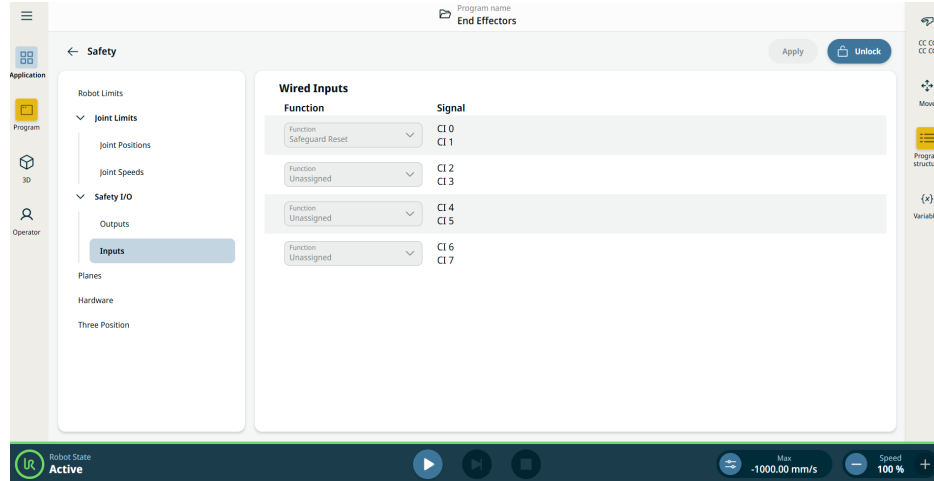 Program name
End Effectors
Application
Program
3D
Operator
Safety
Apply
Unlock
Robot Limits
Joint Limits
Joint Positions
Joint Speeds
Safety I/O
Outputs
Inputs
Planes
Hardware
Three Position
Wired Inputs
Function Signal
Function
Safeguard Reset
CI 0
CI 1
Function
Unassigned
CI 2
CI 3
Function
Unassigned
CI 4
CI 5
Function
Unassigned
CI 6
CI 7
Move
{x}
Robot State
Active
Max
-1000.00 mm/s
Speed
100 %